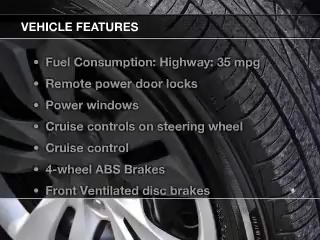 VEHICLE FEATURES
• Fuel Consumption: Highway: 35 mpg
• Remote power door locks
• Power windows
• Cruise controls on steering wheel
• Cruise control
• 4-wheel ABS Brakes
• Front Ventilated disc brakes